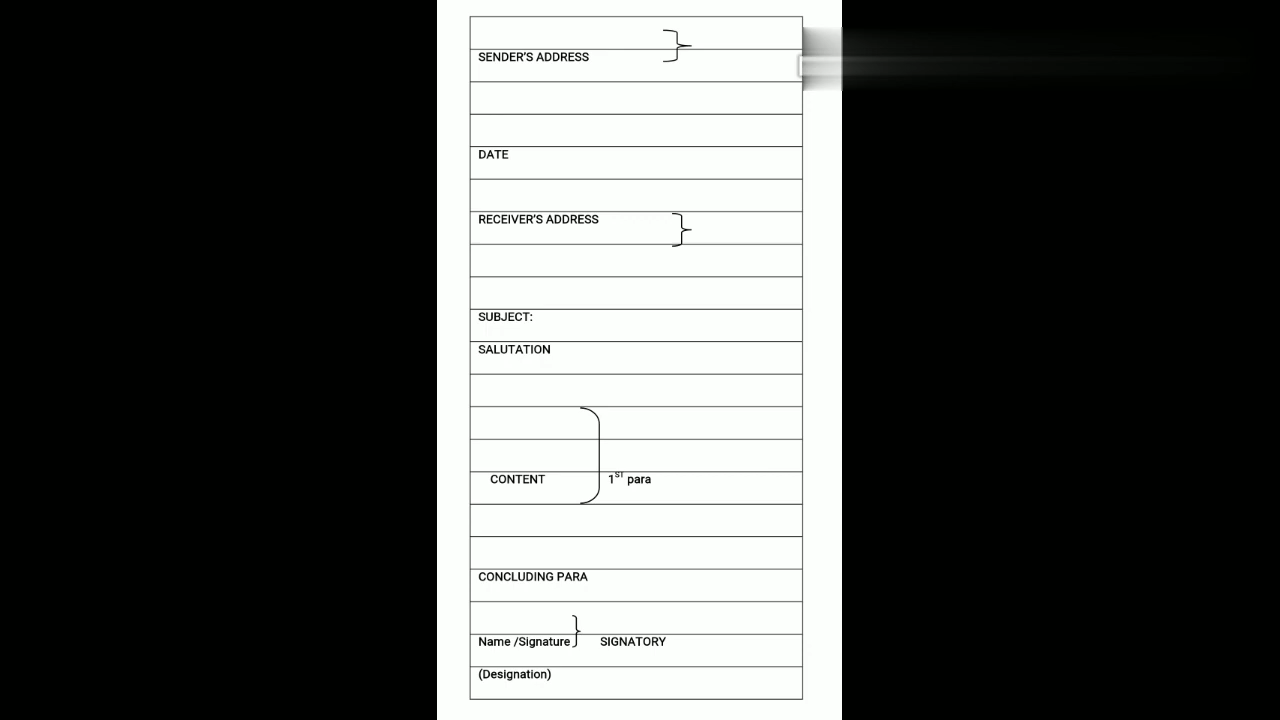 SENDER'S ADDRESS
DATE
RECEIVER'S ADDRESS
SUBJECT:
SALUTATION
CONTENT 1ST para
CONCLUDING PARA
Name /Signature SIGNATORY
(Designation)